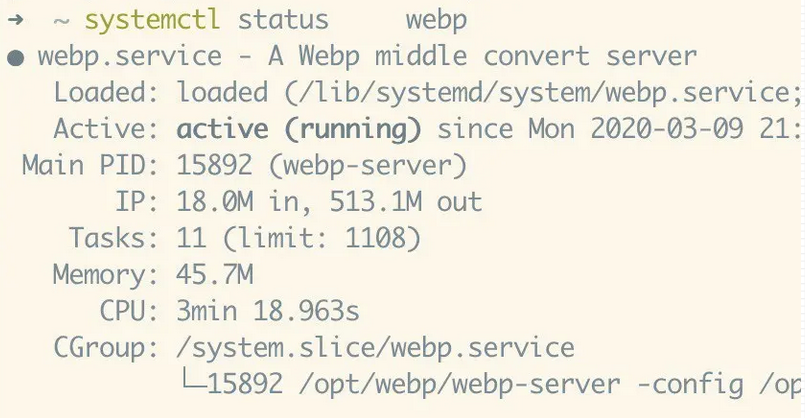 ➜  ~ systemctl status     webp
● webp.service - A Webp middle convert server
   Loaded: loaded (/lib/systemd/system/webp.service;
   Active: active (running) since Mon 2020-03-09 21:
 Main PID: 15892 (webp-server)
       IP: 18.0M in, 513.1M out
    Tasks: 11 (limit: 1108)
   Memory: 45.7M
      CPU: 3min 18.963s
   CGroup: /system.slice/webp.service
           └─15892 /opt/webp/webp-server -config /op